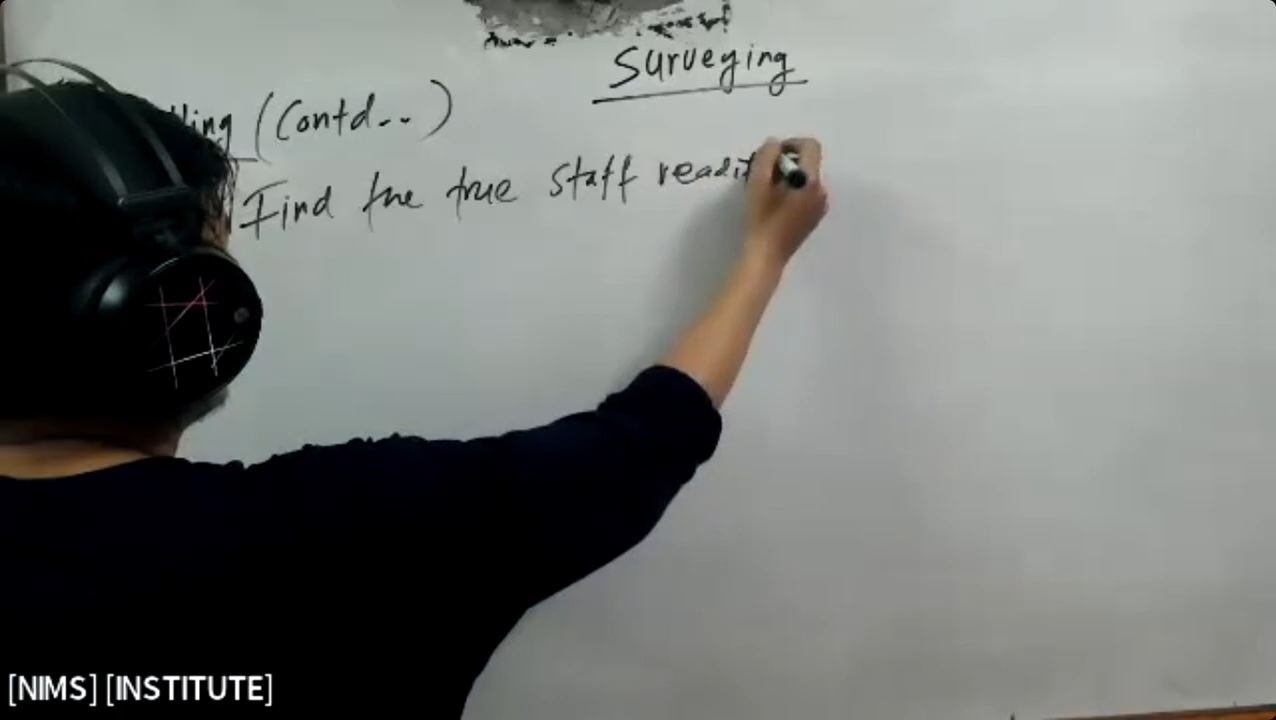 Surveying
lling (Contd..)
Find the true staff readi
[NIMS] [INSTITUTE]